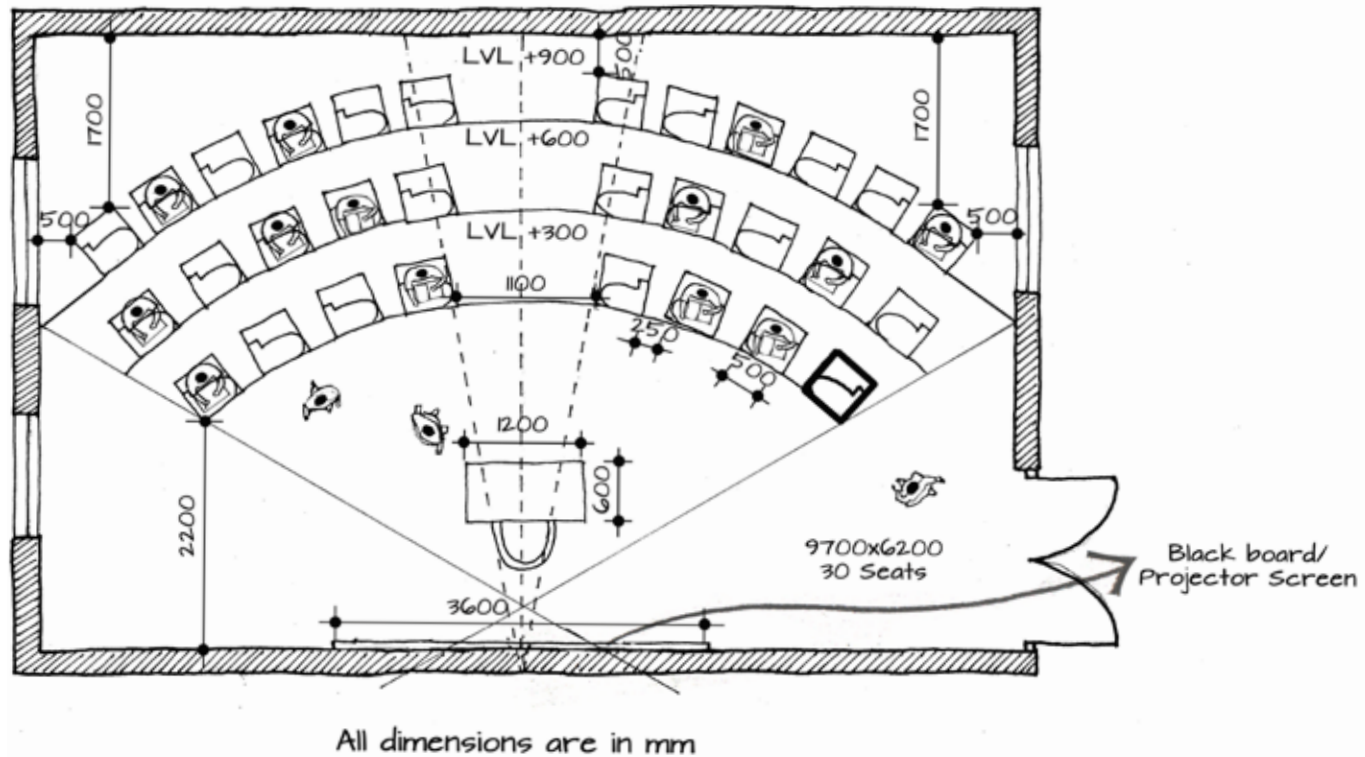 LVL +900
500
1700
1700
LVL +600
500
500
LVL +300
1100
250
500
1200
600
2200
9700x6200
30 Seats
Black board/
Projector Screen
3600
All dimensions are in mm